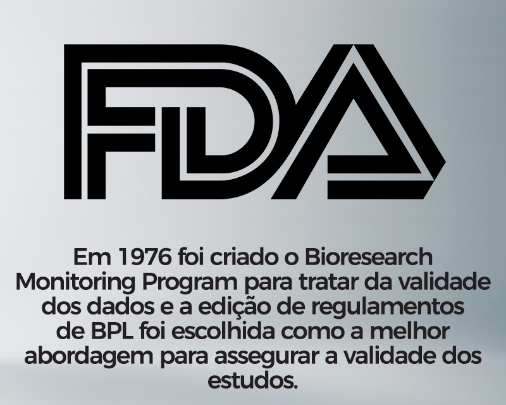 FDA
Em 1976 foi criado o Bioresearch
Monitoring Program para tratar da validade
dos dados e a edição de regulamentos
de BPL foi escolhida como a melhor
abordagem para assegurar a validade dos
estudos.